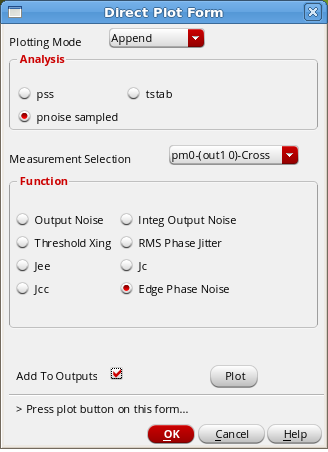 Direct Plot Form
Plotting Mode Append
Analysis
pss tstab
pnoise sampled
Measurement Selection pm0-(out1 0)-Cross
Function
Output Noise Integ Output Noise
Threshold Xing RMS Phase Jitter
Jee Jc
Jcc Edge Phase Noise
Add To Outputs Plot
> Press plot button on this form...
OK Cancel Help